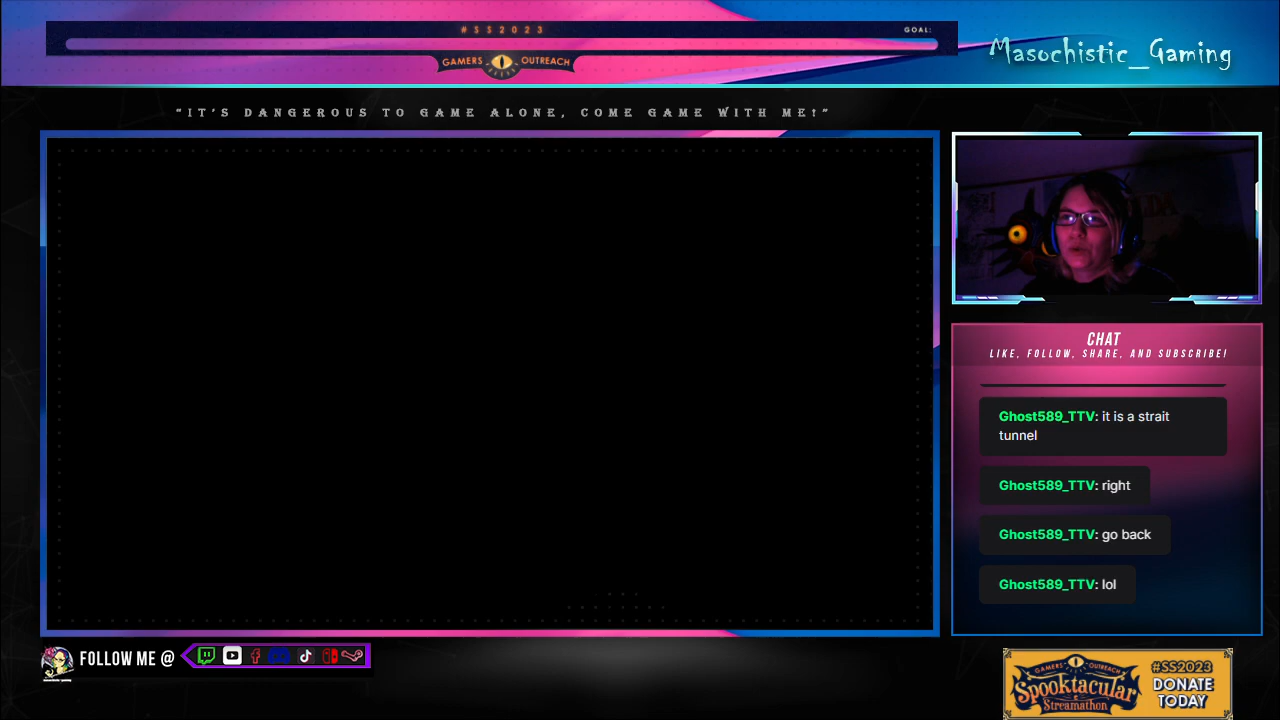 #SS2023
GOAL:
GAMERS OUTREACH
Masochistic_Gaming
"IT'S DANGEROUS TO GAME ALONE, COME GAME WITH ME!"
CHAT
LIKE, FOLLOW, SHARE, AND SUBSCRIBE!
Ghost589_TTV: it is a strait
tunnel
Ghost589_TTV: right
Ghost589_TTV: go back
Ghost589_TTV: lol
FOLLOW ME @
GAMERS OUTREACH
Spooktacular
Streamathon
#SS2023
DONATE
TODAY